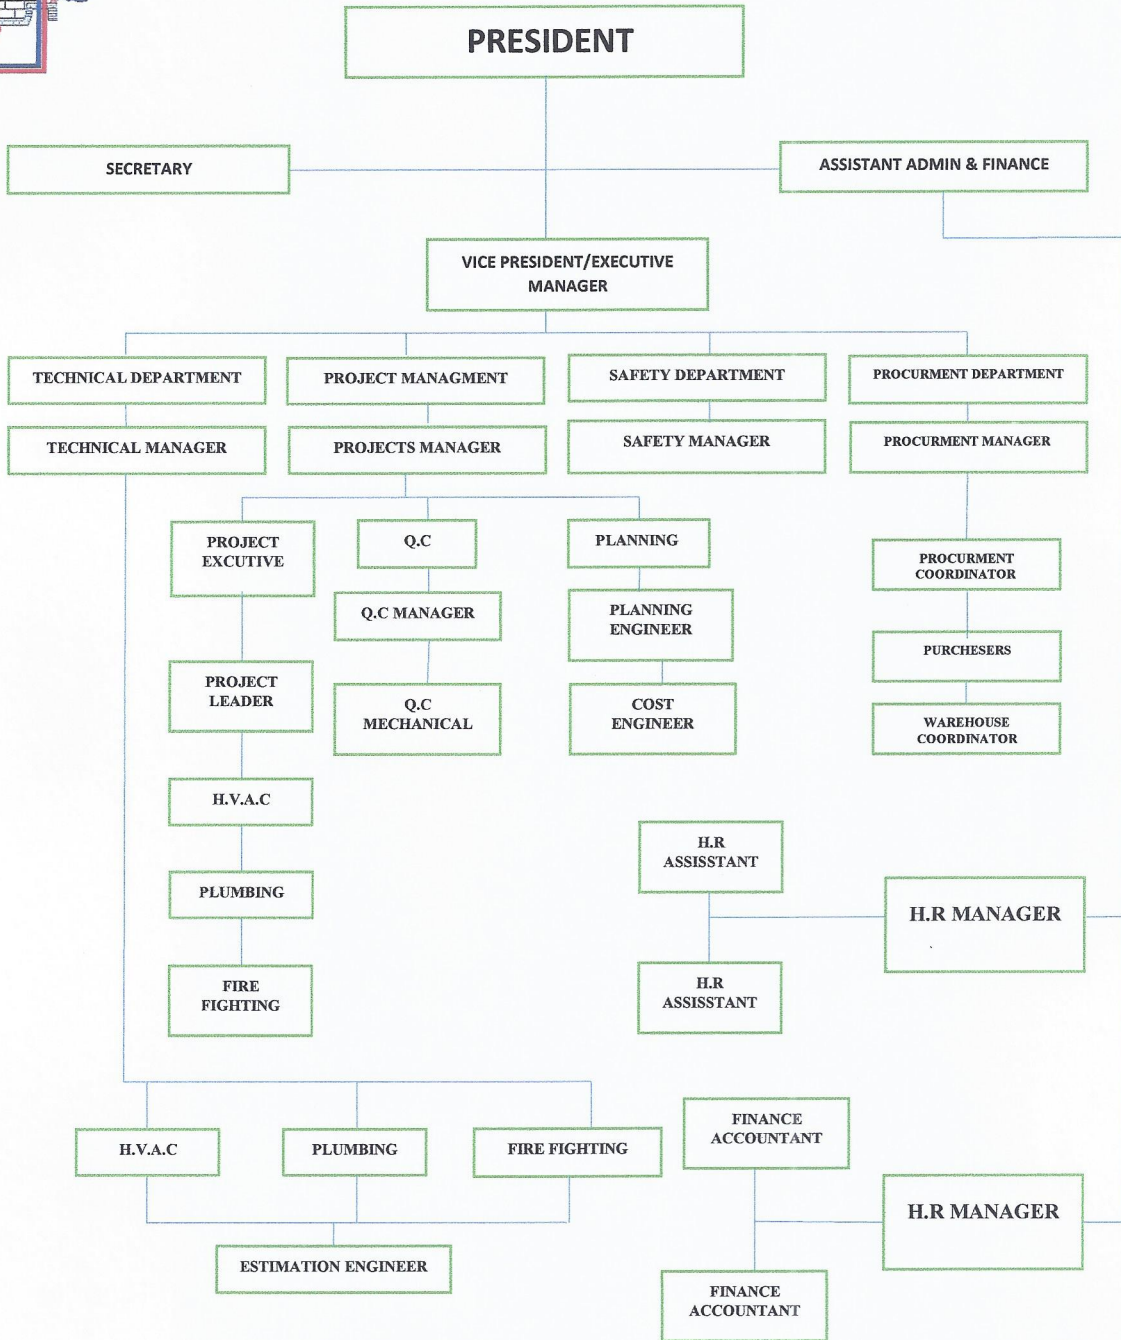 PRESIDENT
SECRETARY
ASSISTANT ADMIN & FINANCE
VICE PRESIDENT/EXECUTIVE
MANAGER
TECHNICAL DEPARTMENT
PROJECT MANAGMENT
SAFETY DEPARTMENT
PROCURMENT DEPARTMENT
TECHNICAL MANAGER
PROJECTS MANAGER
SAFETY MANAGER
PROCURMENT MANAGER
PROJECT
EXCUTIVE
Q.C
PLANNING
PROCURMENT
COORDINATOR
Q.C MANAGER
PLANNING
ENGINEER
PURCHESERS
PROJECT
LEADER
Q.C
MECHANICAL
COST
ENGINEER
WAREHOUSE
COORDINATOR
H.V.A.C
H.R
ASSISSTANT
PLUMBING
H.R MANAGER
FIRE
FIGHTING
H.R
ASSISSTANT
H.V.A.C
PLUMBING
FIRE FIGHTING
FINANCE
ACCOUNTANT
H.R MANAGER
ESTIMATION ENGINEER
FINANCE
ACCOUNTANT